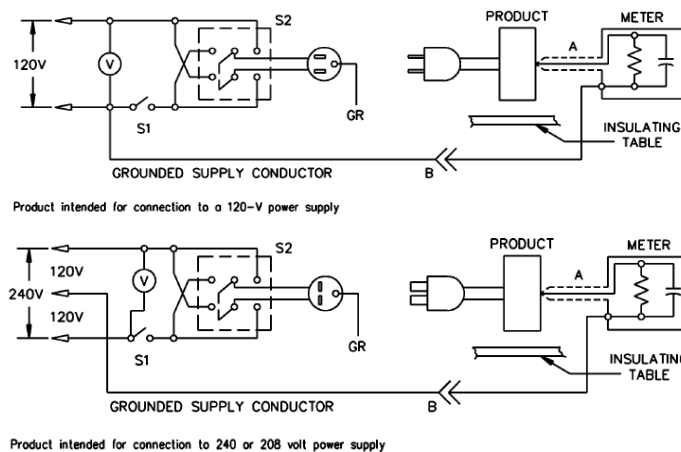 S2
PRODUCT
METER
120V
V
A
S1
GR
INSULATING
TABLE
GROUNDED SUPPLY CONDUCTOR
B
Product intended for connection to a 120-V power supply
S2
PRODUCT
METER
120V
V
A
240V
120V
S1
GR
INSULATING
TABLE
GROUNDED SUPPLY CONDUCTOR
B
Product intended for connection to 240 or 208 volt power supply